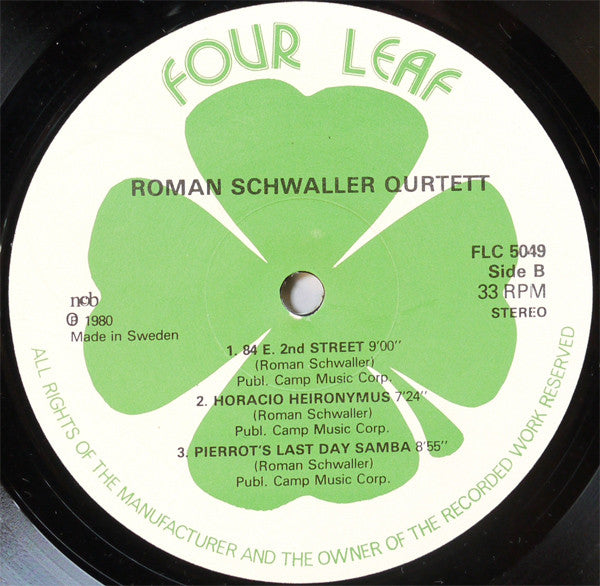 FOUR LEAF
ROMAN SCHWALLER QURTETT
FLC 5049
Side B
33 RPM
STEREO
ncb
Ⓟ 1980
Made in Sweden
1. 84 E. 2nd STREET 9'00"
(Roman Schwaller)
Publ. Camp Music Corp.
2. HORACIO HEIRONYMUS 7'24"
(Roman Schwaller)
Publ. Camp Music Corp.
3. PIERROT'S LAST DAY SAMBA 8'55"
(Roman Schwaller)
Publ. Camp Music Corp.
ALL RIGHTS OF THE MANUFACTURER AND THE OWNER OF THE RECORDED WORK RESERVED